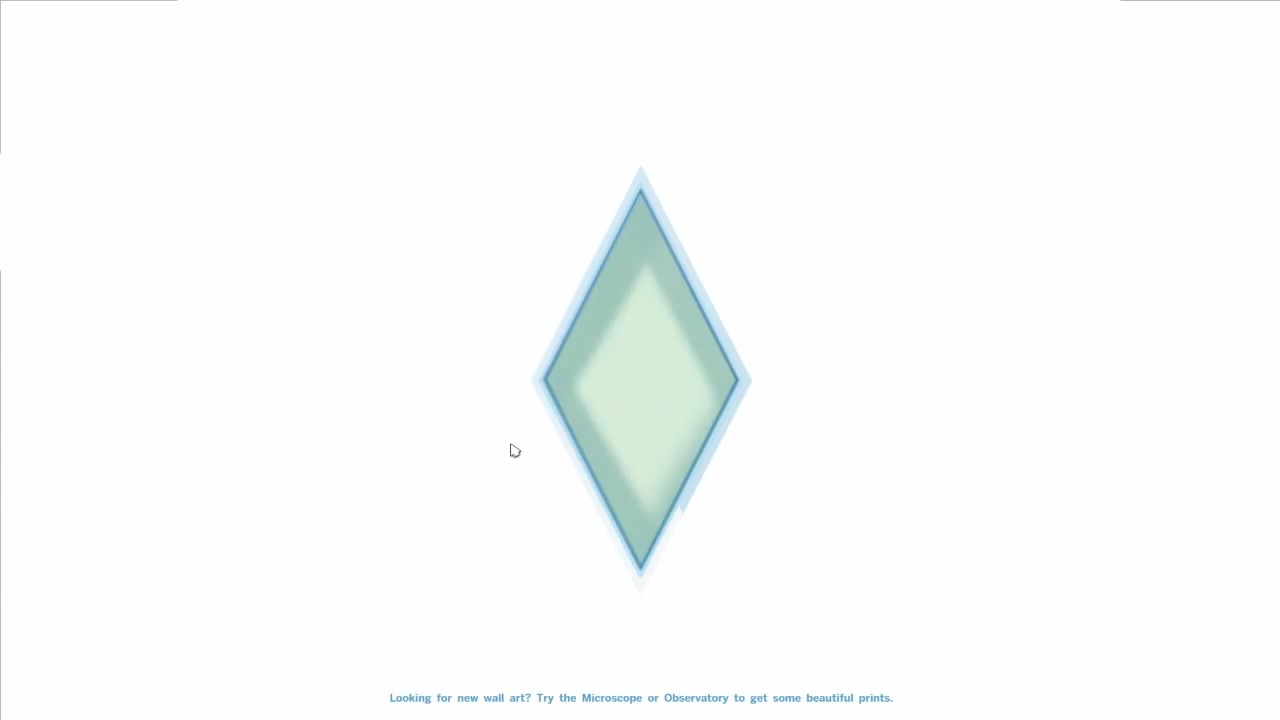 Looking for new wall art? Try the Microscope or Observatory to get some beautiful prints.